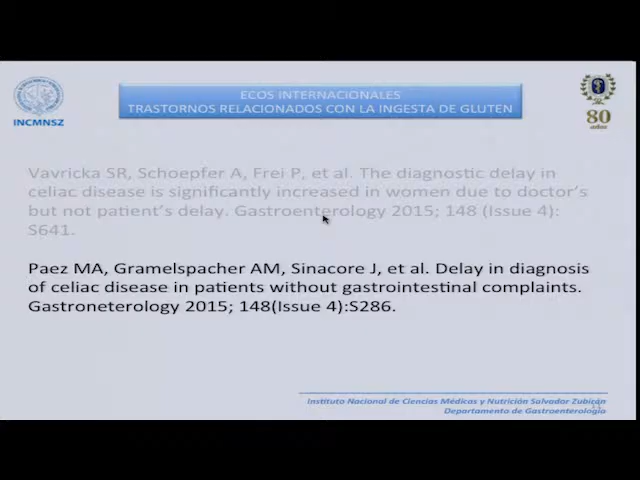 ECOS INTERNACIONALES
TRASTORNOS RELACIONADOS CON LA INGESTA DE GLUTEN
INCMNSZ
80
años
Vavricka SR, Schoepfer A, Frei P, et al. The diagnostic delay in
celiac disease is significantly increased in women due to doctor's
but not patient's delay. Gastroenterology 2015; 148 (Issue 4):
S641.
Paez MA, Gramelspacher AM, Sinacore J, et al. Delay in diagnosis
of celiac disease in patients without gastrointestinal complaints.
Gastroneterology 2015; 148(Issue 4):S286.
Instituto Nacional de Ciencias Médicas y Nutrición Salvador Zubirán
Departamento de Gastroenterología